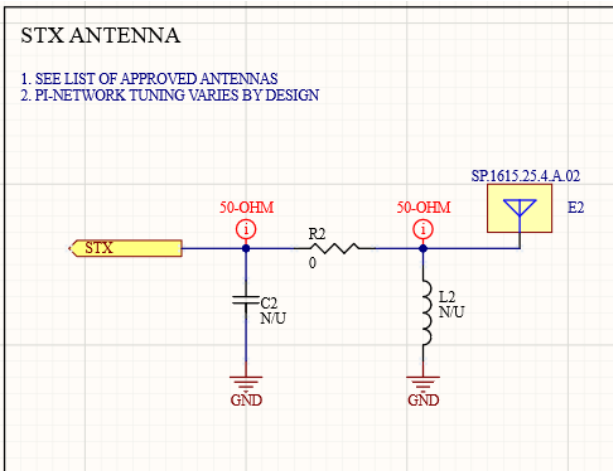 STX ANTENNA
1. SEE LIST OF APPROVED ANTENNAS
2. PI-NETWORK TUNING VARIES BY DESIGN
SP.1615.25.4.A.02
E2
50-OHM
50-OHM
i
i
R2
0
STX
C2
N/U
L2
N/U
GND
GND